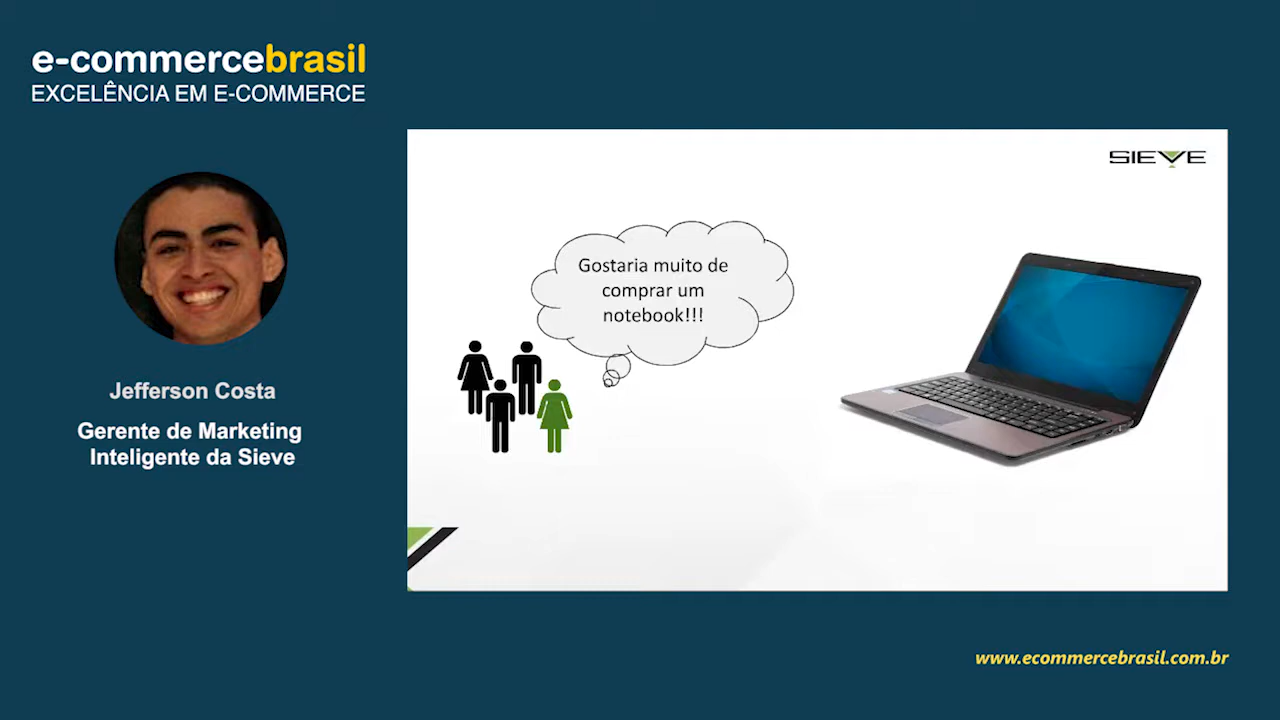 e-commercebrasil
EXCELÊNCIA EM E-COMMERCE
Jefferson Costa
Gerente de Marketing
Inteligente da Sieve
SIEVE
Gostaria muito de
comprar um
notebook!!!
www.ecommercebrasil.com.br